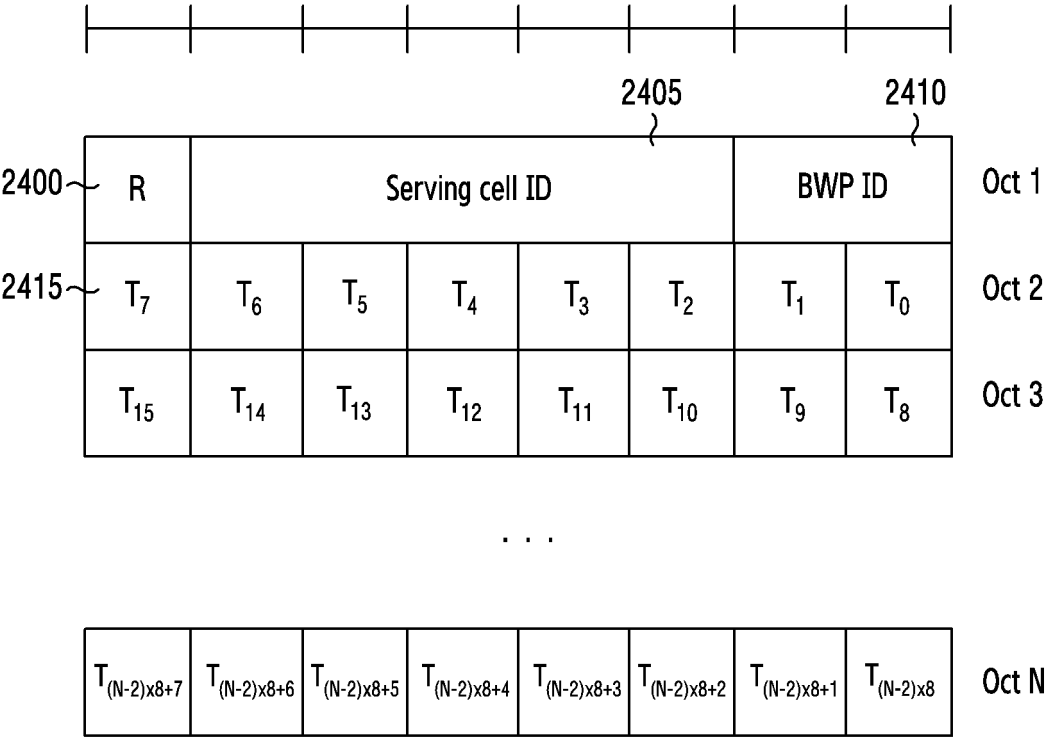 2405 2410
2400 R Serving cell ID BWP ID Oct 1
2415 T7 T6 T5 T4 T3 T2 T1 T0 Oct 2
T15 T14 T13 T12 T11 T10 T9 T8 Oct 3
. . .
T(N-2)x8+7 T(N-2)x8+6 T(N-2)x8+5 T(N-2)x8+4 T(N-2)x8+3 T(N-2)x8+2 T(N-2)x8+1 T(N-2)x8 Oct N